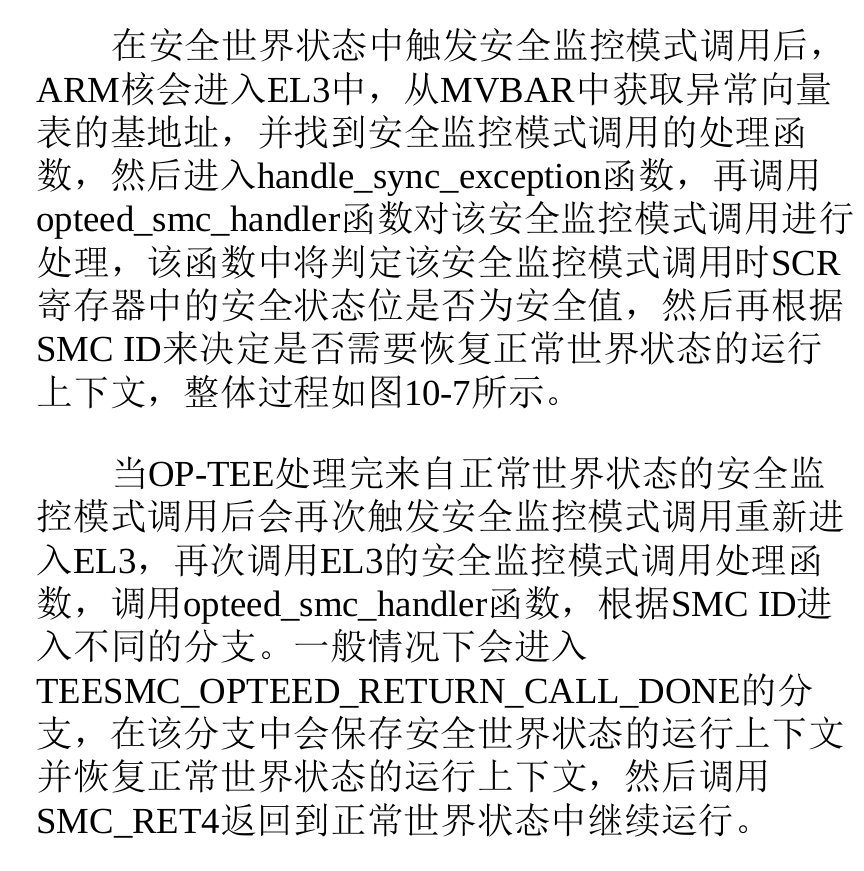 在安全世界状态中触发安全监控模式调用后，
ARM核会进入EL3中，从MVBAR中获取异常向量
表的基地址，并找到安全监控模式调用的处理函
数，然后进入handle_sync_exception函数，再调用
opteed_smc_handler函数对该安全监控模式调用进行
处理，该函数中将判定该安全监控模式调用时SCR
寄存器中的安全状态位是否为安全值，然后再根据
SMC ID来决定是否需要恢复正常世界状态的运行
上下文，整体过程如图10-7所示。
当OP-TEE处理完来自正常世界状态的安全监
控模式调用后会再次触发安全监控模式调用重新进
入EL3，再次调用EL3的安全监控模式调用处理函
数，调用opteed_smc_handler函数，根据SMC ID进
入不同的分支。一般情况下会进入
TEESMC_OPTEED_RETURN_CALL_DONE的分
支，在该分支中会保存安全世界状态的运行上下文
并恢复正常世界状态的运行上下文，然后调用
SMC_RET4返回到正常世界状态中继续运行。